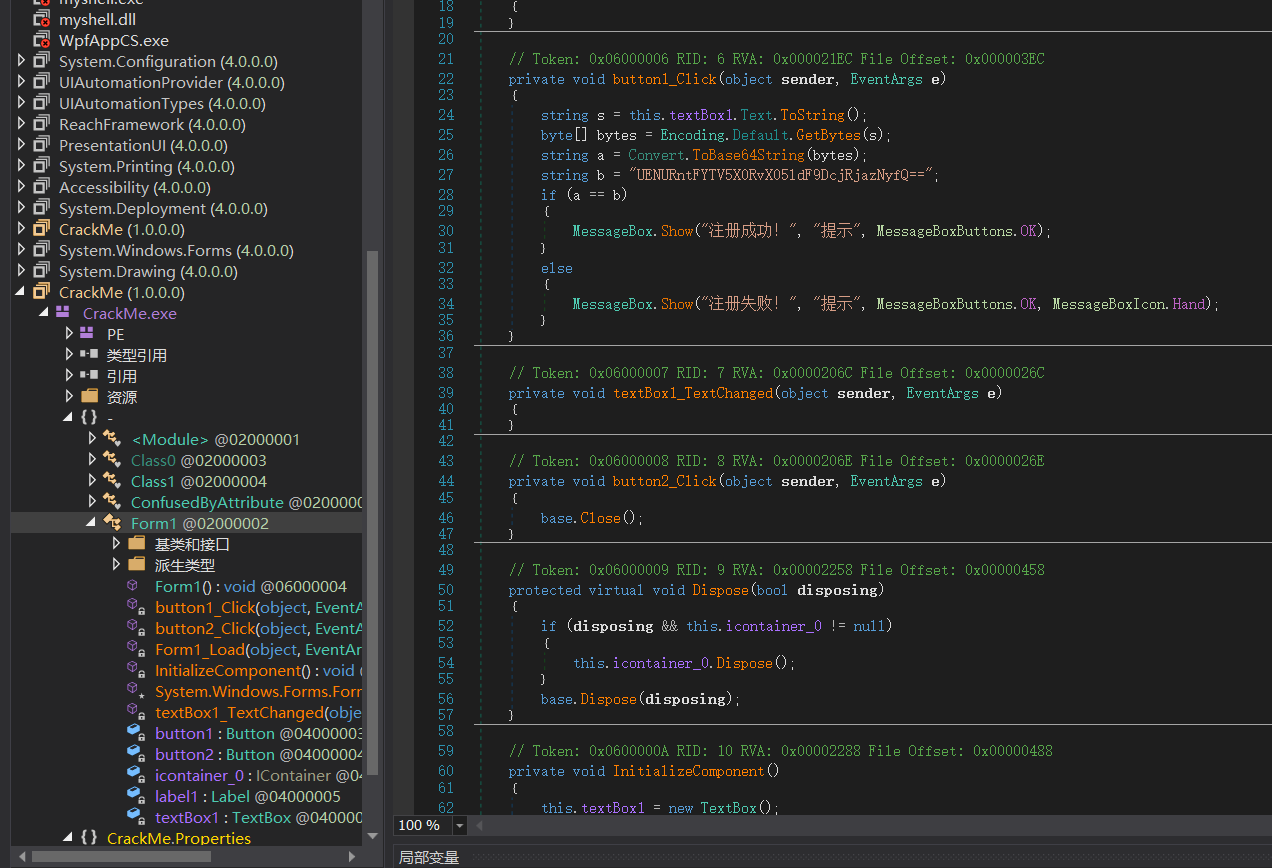 myshell.exe
myshell.dll
WpfAppCS.exe
System.Configuration (4.0.0.0)
UIAutomationProvider (4.0.0.0)
UIAutomationTypes (4.0.0.0)
ReachFramework (4.0.0.0)
PresentationUI (4.0.0.0)
System.Printing (4.0.0.0)
Accessibility (4.0.0.0)
System.Deployment (4.0.0.0)
CrackMe (1.0.0.0)
System.Windows.Forms (4.0.0.0)
System.Drawing (4.0.0.0)
CrackMe (1.0.0.0)
CrackMe.exe
PE
类型引用
引用
资源
{ } -
<Module> @02000001
Class0 @02000003
Class1 @02000004
ConfusedByAttribute @0200000
Form1 @02000002
基类和接口
派生类型
Form1() : void @06000004
button1_Click(object, EventA
button2_Click(object, EventA
Form1_Load(object, EventAr
InitializeComponent() : void (
System.Windows.Forms.Forr
textBox1_TextChanged(obje
button1 : Button @04000003
button2 : Button @04000004
icontainer_0 : IContainer @04
label1 : Label @04000005
textBox1 : TextBox @040000
{ } CrackMe.Properties
18 {
19 }
20
21 // Token: 0x06000006 RID: 6 RVA: 0x000021EC File Offset: 0x000003EC
22 private void button1_Click(object sender, EventArgs e)
23 {
24 string s = this.textBox1.Text.ToString();
25 byte[] bytes = Encoding.Default.GetBytes(s);
26 string a = Convert.ToBase64String(bytes);
27 string b = "UENURntFYTV5X0RvX051dF9DcjRjazNyfQ==";
28 if (a == b)
29 {
30 MessageBox.Show("注册成功！", "提示", MessageBoxButtons.OK);
31 }
32 else
33 {
34 MessageBox.Show("注册失败！", "提示", MessageBoxButtons.OK, MessageBoxIcon.Hand);
35 }
36 }
37
38 // Token: 0x06000007 RID: 7 RVA: 0x0000206C File Offset: 0x0000026C
39 private void textBox1_TextChanged(object sender, EventArgs e)
40 {
41 }
42
43 // Token: 0x06000008 RID: 8 RVA: 0x0000206E File Offset: 0x0000026E
44 private void button2_Click(object sender, EventArgs e)
45 {
46 base.Close();
47 }
48
49 // Token: 0x06000009 RID: 9 RVA: 0x00002258 File Offset: 0x00000458
50 protected virtual void Dispose(bool disposing)
51 {
52 if (disposing && this.icontainer_0 != null)
53 {
54 this.icontainer_0.Dispose();
55 }
56 base.Dispose(disposing);
57 }
58
59 // Token: 0x0600000A RID: 10 RVA: 0x00002288 File Offset: 0x00000488
60 private void InitializeComponent()
61 {
62 this.textBox1 = new TextBox();
100 %
局部变量